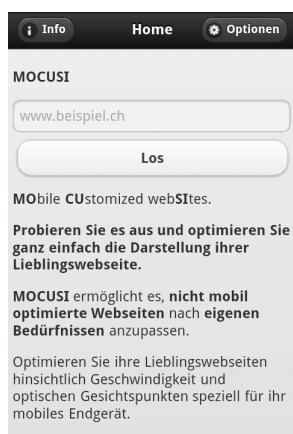 Info Home Optionen
MOCUSI
www.beispiel.ch
Los
MObile CUstomized webSItes.
Probieren Sie es aus und optimieren Sie
ganz einfach die Darstellung ihrer
Lieblingswebseite.
MOCUSI ermöglicht es, nicht mobil
optimierte Webseiten nach eigenen
Bedürfnissen anzupassen.
Optimieren Sie ihre Lieblingswebseiten
hinsichtlich Geschwindigkeit und
optischen Gesichtspunkten speziell für ihr
mobiles Endgerät.